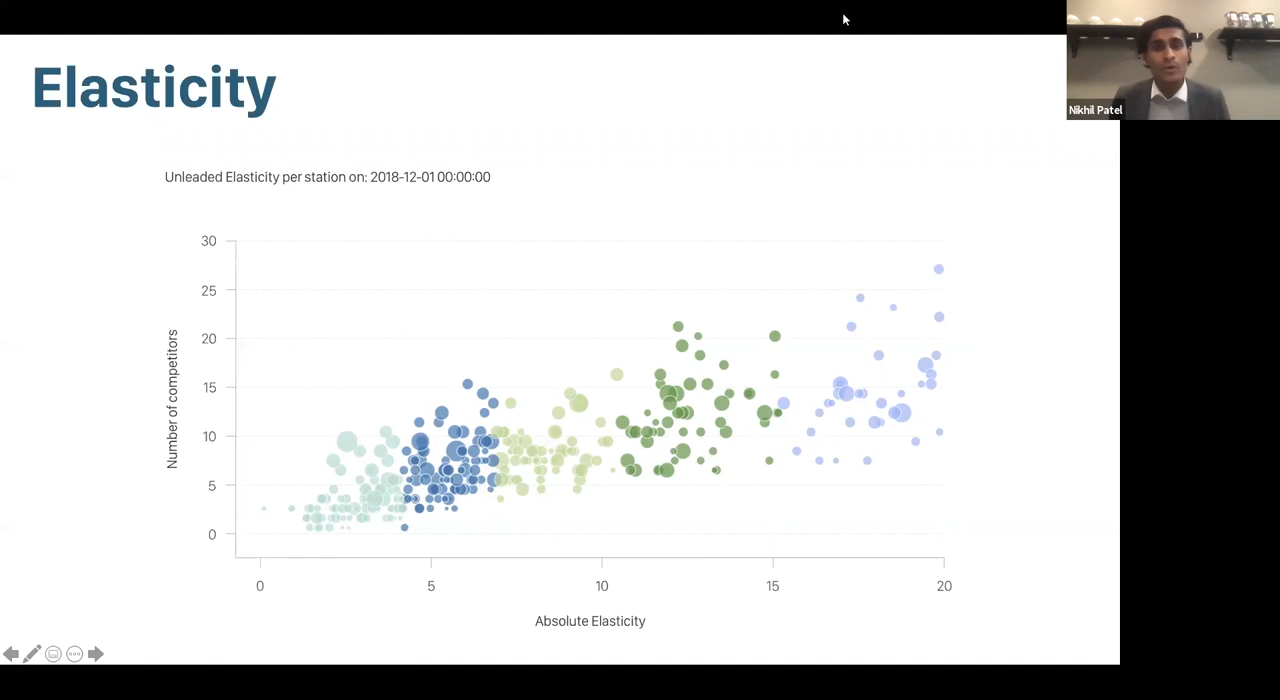 Elasticity
Nikhil Patel
Unleaded Elasticity per station on: 2018-12-01 00:00:00
Number of competitors
30
25
20
15
10
5
0
0 5 10 15 20
Absolute Elasticity